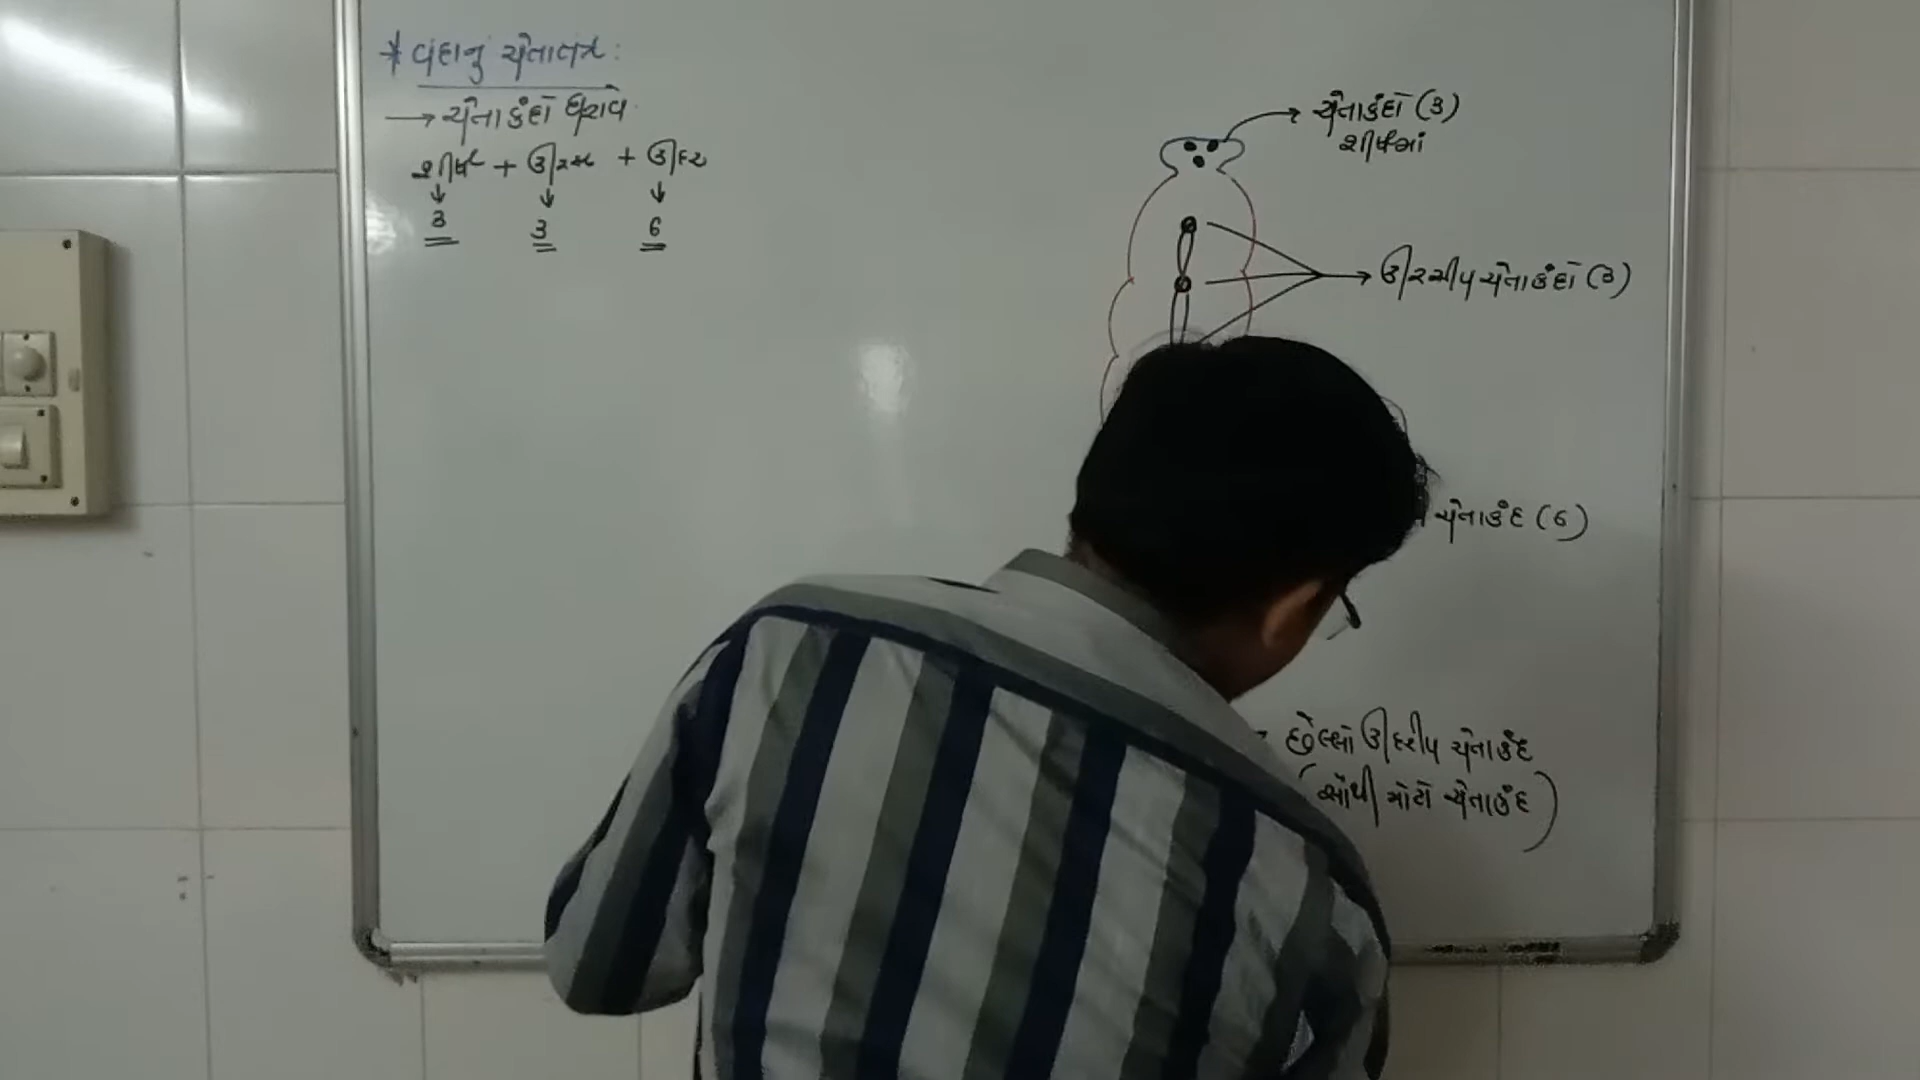 * વંદાનું ચેતાતંત્ર :
→ ચેતાકંદો ધરાવે
શીર્ષ + ઉરસ + ઉદર
3 3 6
ચેતાકંદો (3)
શીર્ષમાં
ઉરસીય ચેતાકંદો (3)
ચેતાકંદ (6)
છેલ્લો ઉદરીય ચેતાકંદ
(સૌથી મોટો ચેતાકંદ)